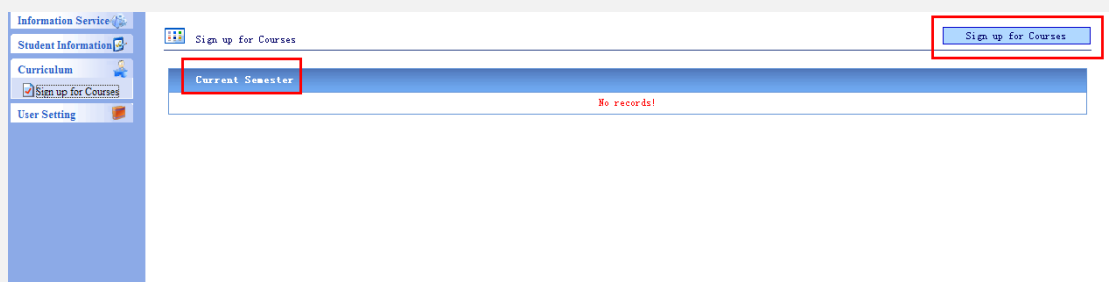 Information Service
Student Information
Curriculum
Sign up for Courses
User Setting
Sign up for Courses
Sign up for Courses
Current Semester
No records!